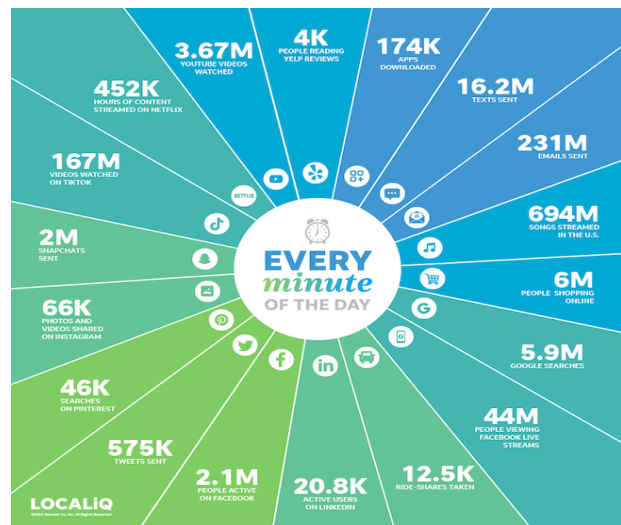 4K
PEOPLE READING
YELP REVIEWS
174K
APPS
DOWNLOADED
16.2M
TEXTS SENT
231M
EMAILS SENT
694M
SONGS STREAMED
IN THE U.S.
6M
PEOPLE SHOPPING
ONLINE
5.9M
GOOGLE SEARCHES
44M
PEOPLE VIEWING
FACEBOOK LIVE
STREAMS
12.5K
RIDE-SHARES TAKEN
20.8K
ACTIVE USERS
ON LINKEDIN
2.1M
PEOPLE ACTIVE
ON FACEBOOK
575K
TWEETS SENT
46K
SEARCHES
ON PINTEREST
66K
PHOTOS AND
VIDEOS SHARED
ON INSTAGRAM
2M
SNAPCHATS
SENT
167M
VIDEOS WATCHED
ON TIKTOK
452K
HOURS OF CONTENT
STREAMED ON NETFLIX
3.67M
YOUTUBE VIDEOS
WATCHED
NETFLIX
EVERY
minute
OF THE DAY
LOCALiQ